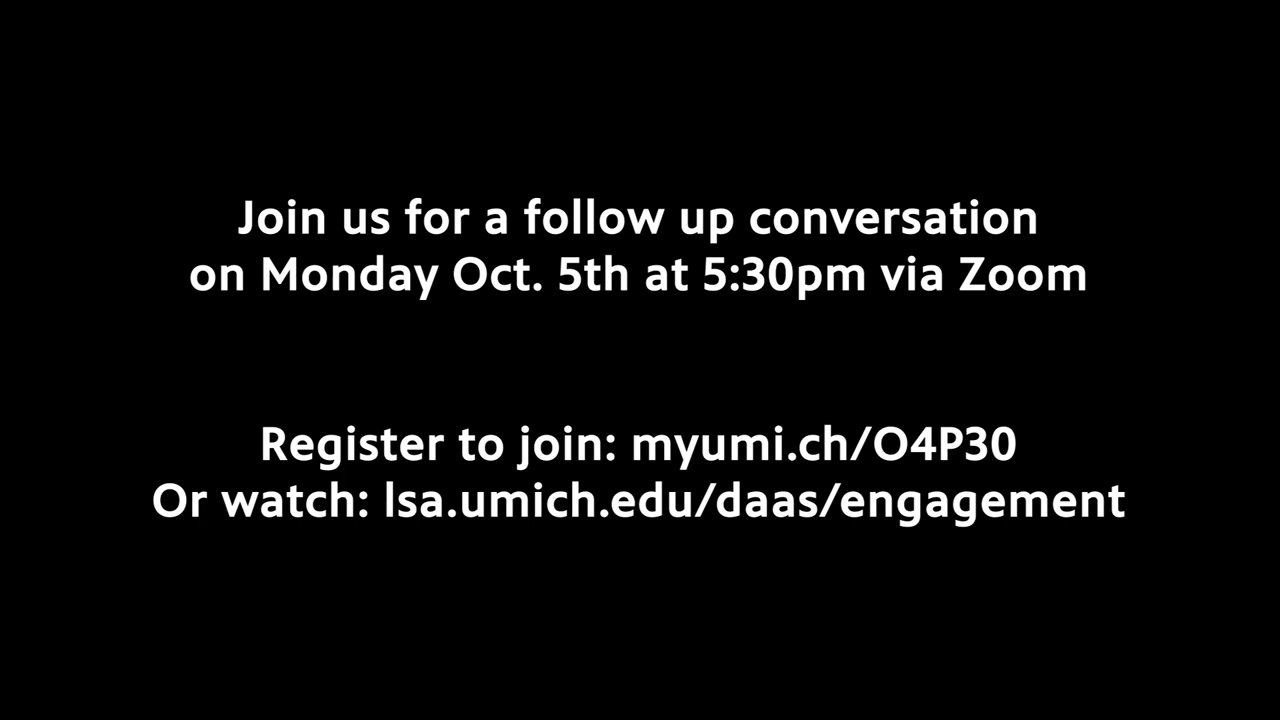 Join us for a follow up conversation
on Monday Oct. 5th at 5:30pm via Zoom
Register to join: myumi.ch/O4P30
Or watch: lsa.umich.edu/daas/engagement